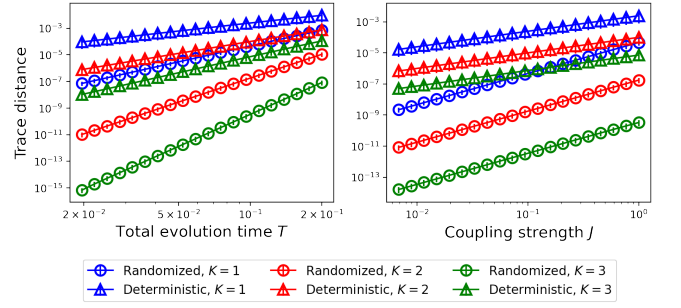 Trace distance
10⁻³
10⁻⁵
10⁻⁷
10⁻⁹
10⁻¹¹
10⁻¹³
10⁻¹⁵
2 × 10⁻² 5 × 10⁻² 10⁻¹ 2 × 10⁻¹
Total evolution time T
10⁻³
10⁻⁵
10⁻⁷
10⁻⁹
10⁻¹¹
10⁻¹³
10⁻² 10⁻¹ 10⁰
Coupling strength J
Randomized, K = 1 Randomized, K = 2 Randomized, K = 3
Deterministic, K = 1 Deterministic, K = 2 Deterministic, K = 3